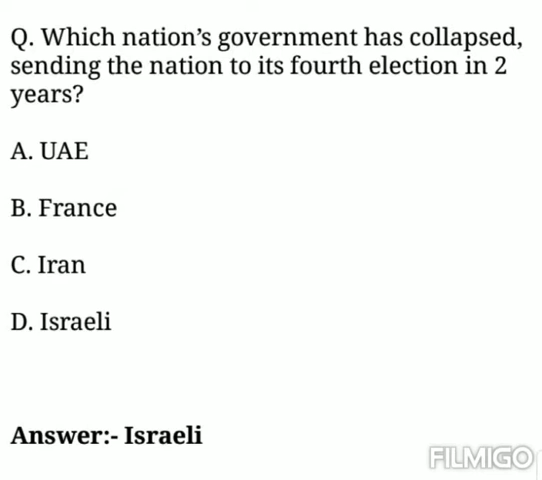 Q. Which nation’s government has collapsed,
sending the nation to its fourth election in 2
years?
A. UAE
B. France
C. Iran
D. Israeli
Answer:- Israeli
FILMIGO